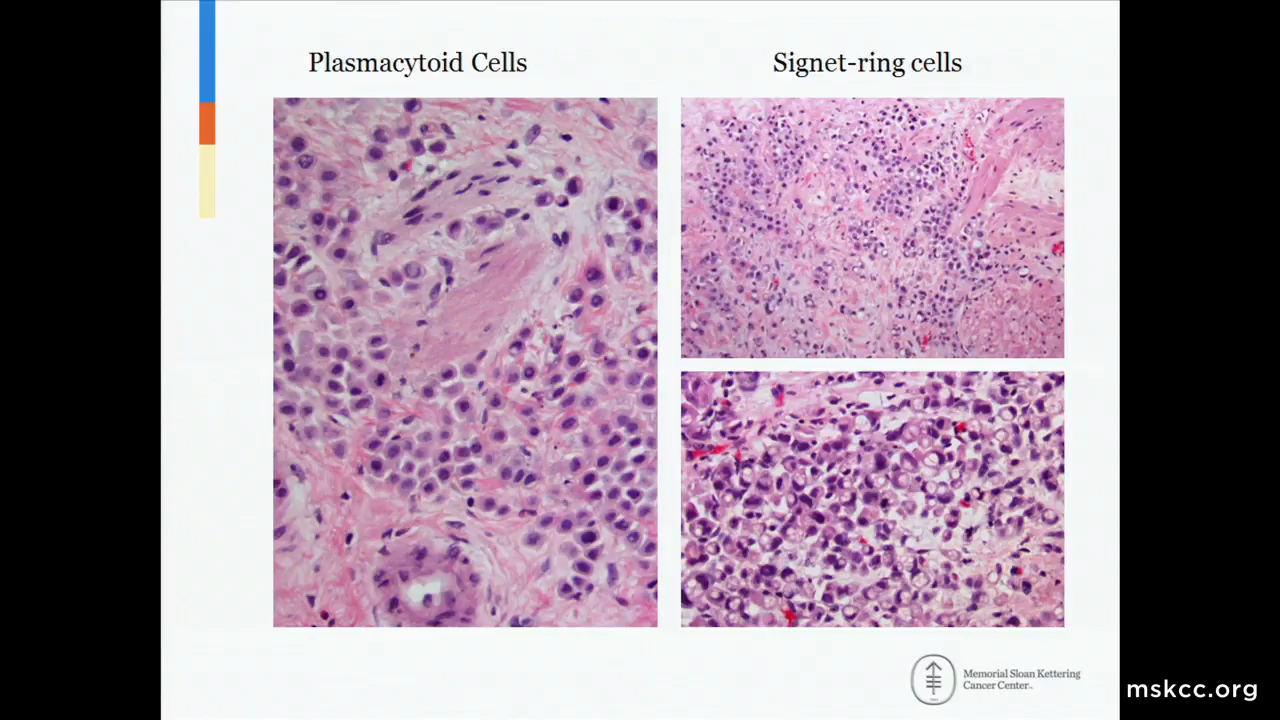 Plasmacytoid Cells
Signet-ring cells
Memorial Sloan Kettering
Cancer Center
mskcc.org